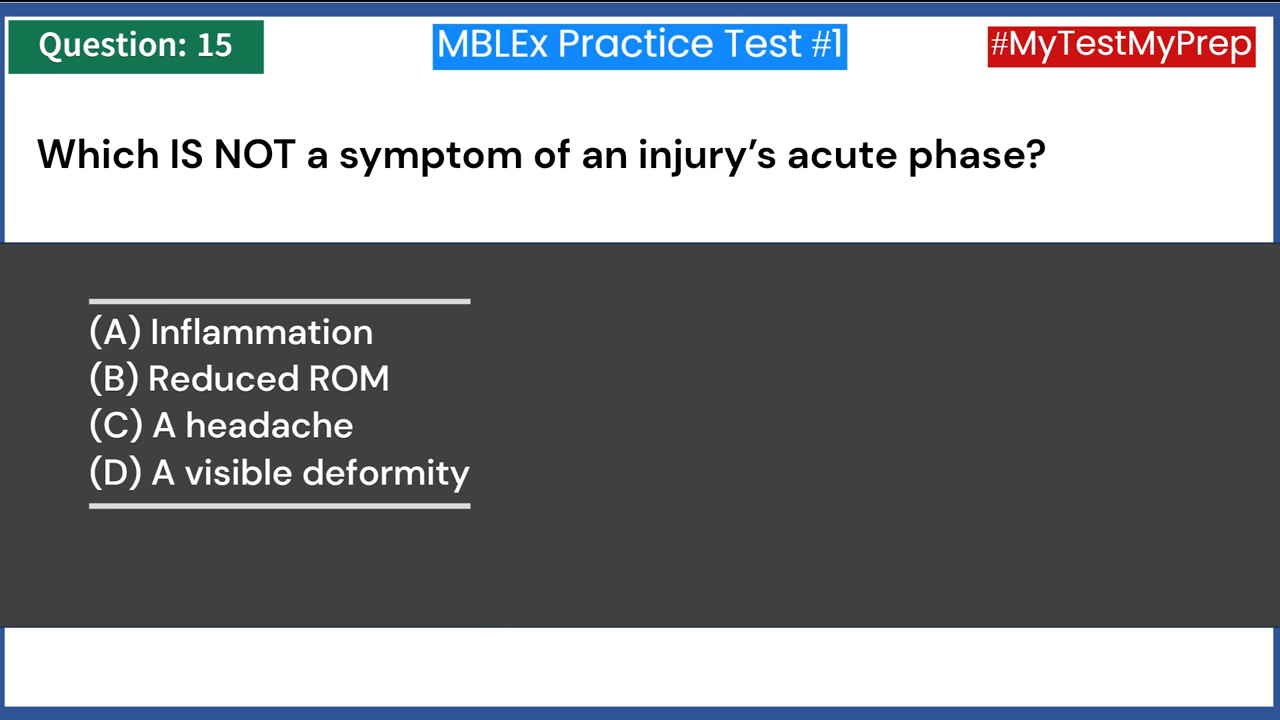 Question: 15
MBLEx Practice Test #1
#MyTestMyPrep
Which IS NOT a symptom of an injury’s acute phase?
(A) Inflammation
(B) Reduced ROM
(C) A headache
(D) A visible deformity